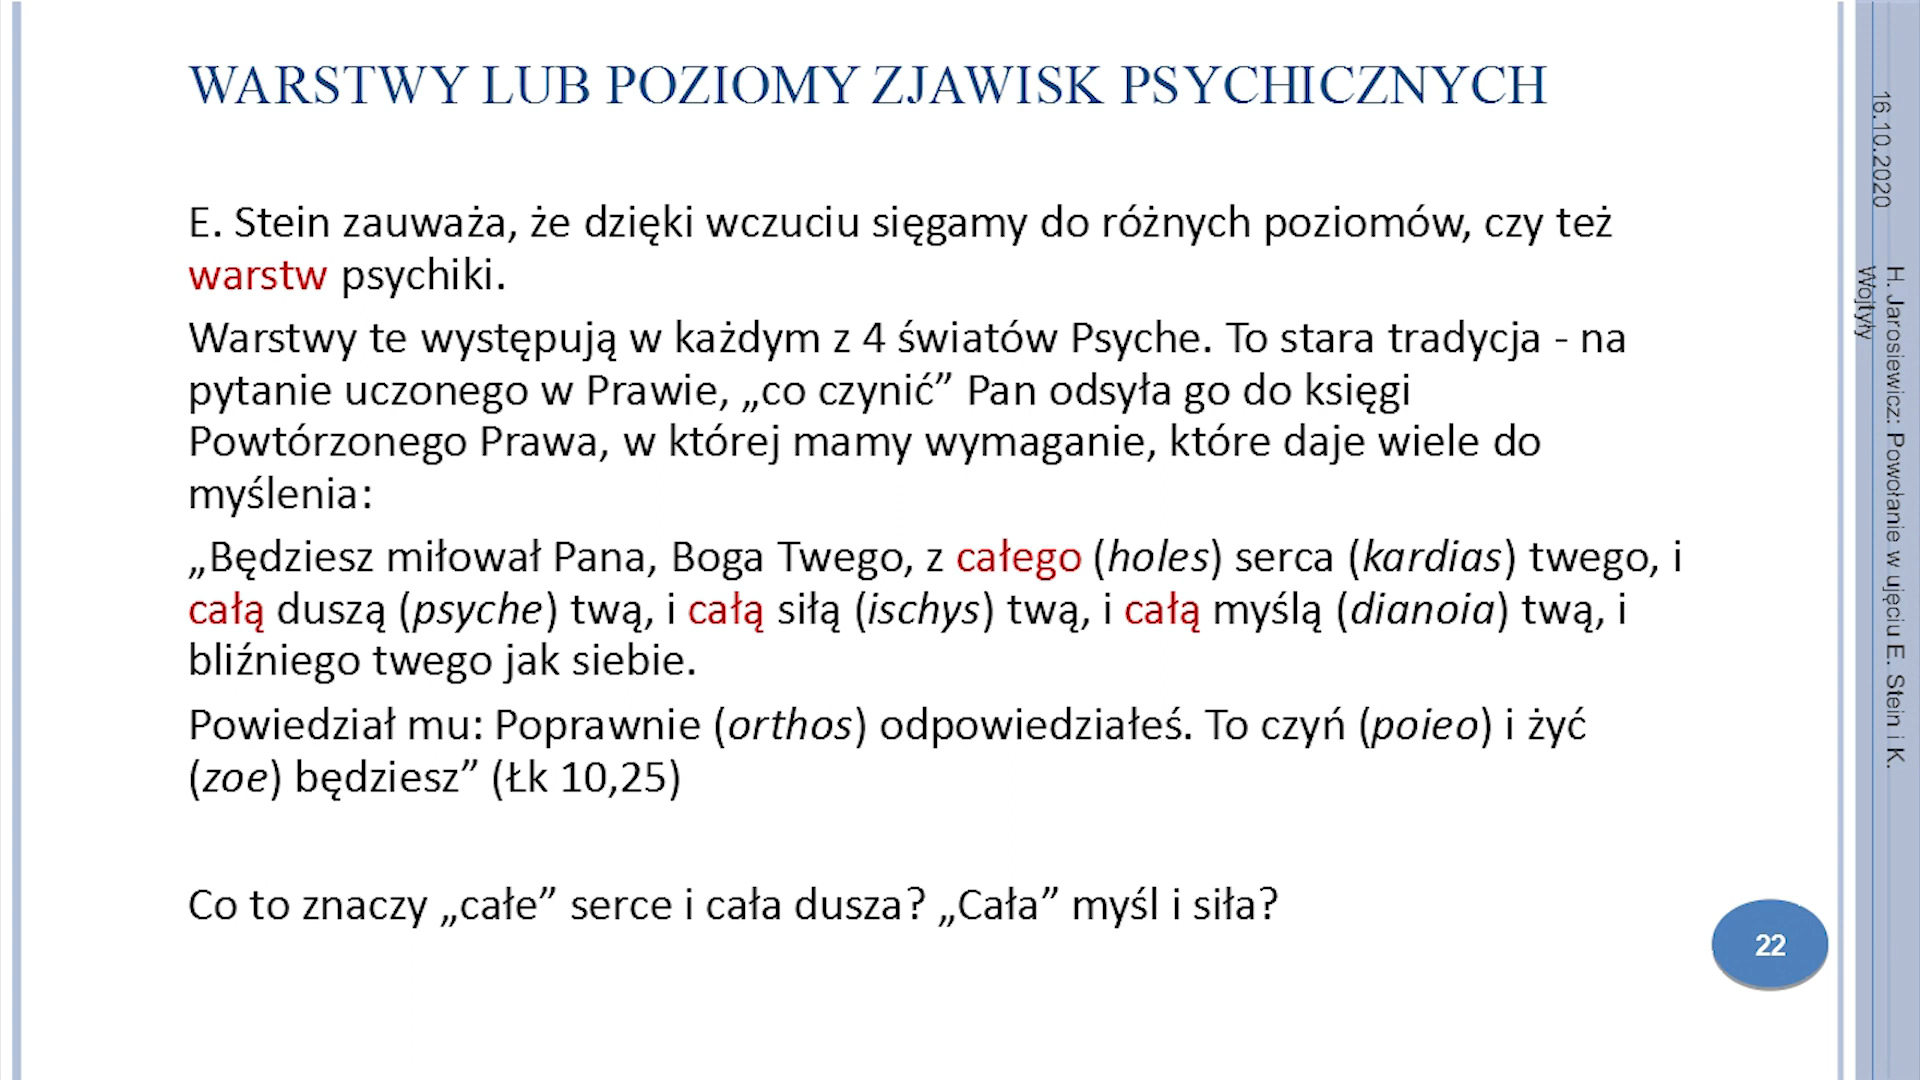 WARSTWY LUB POZIOMY ZJAWISK PSYCHICZNYCH
E. Stein zauważa, że dzięki wczuciu sięgamy do różnych poziomów, czy też
warstw psychiki.
Warstwy te występują w każdym z 4 światów Psyche. To stara tradycja - na
pytanie uczonego w Prawie, „co czynić” Pan odsyła go do księgi
Powtórzonego Prawa, w której mamy wymaganie, które daje wiele do
myślenia:
„Będziesz miłował Pana, Boga Twego, z całego (holes) serca (kardias) twego, i
całą duszą (psyche) twą, i całą siłą (ischys) twą, i całą myślą (dianoia) twą, i
bliźniego twego jak siebie.
Powiedział mu: Poprawnie (orthos) odpowiedziałeś. To czyń (poieo) i żyć
(zoe) będziesz” (Łk 10,25)
Co to znaczy „całe” serce i cała dusza? „Cała” myśl i siła?
22
16.10.2020
H. Jarosiewicz: Powołanie w ujęciu E. Stein i K.
Wojtyły